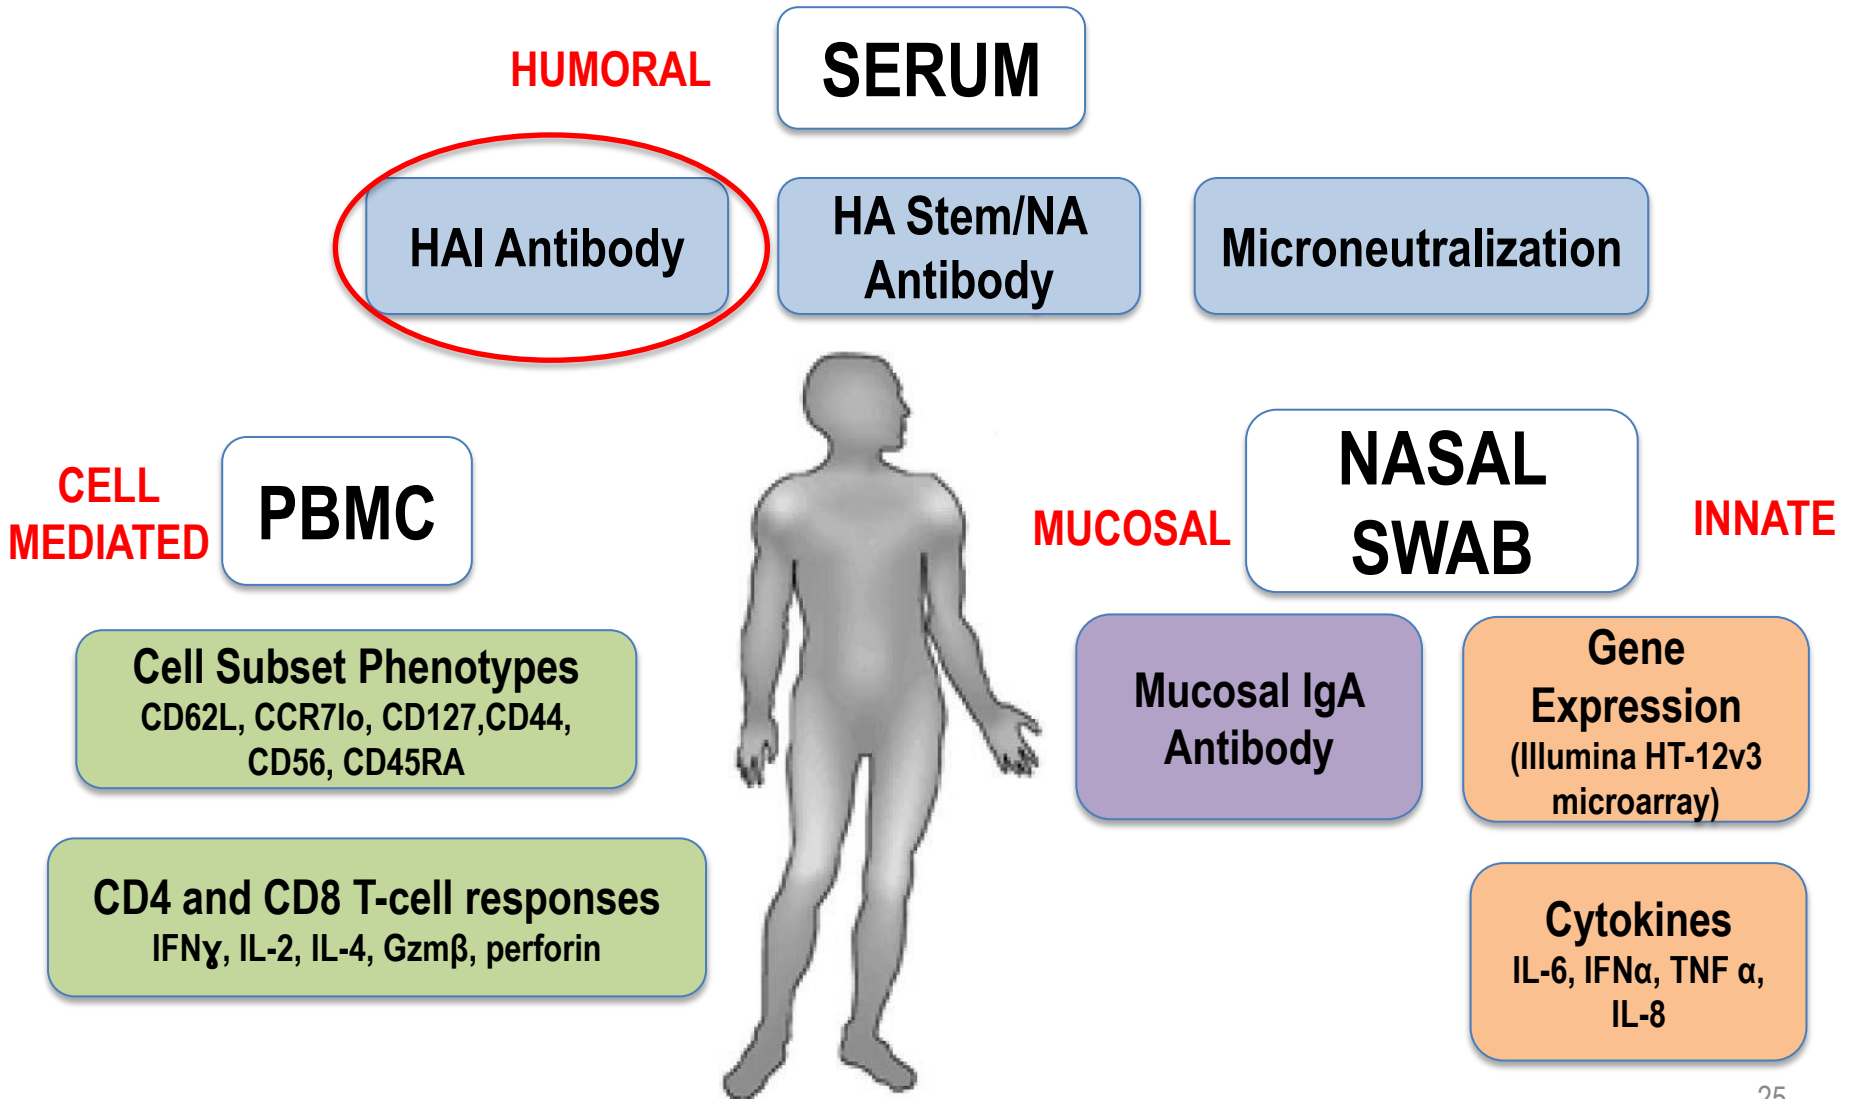 HUMORAL
SERUM
HAI Antibody
HA Stem/NA
Antibody
Microneutralization
CELL
MEDIATED
PBMC
MUCOSAL
NASAL
SWAB
INNATE
Cell Subset Phenotypes
CD62L, CCR7lo, CD127,CD44,
CD56, CD45RA
CD4 and CD8 T-cell responses
IFNɣ, IL-2, IL-4, Gzmβ, perforin
Mucosal IgA
Antibody
Gene
Expression
(Illumina HT-12v3
microarray)
Cytokines
IL-6, IFNα, TNF α,
IL-8
25